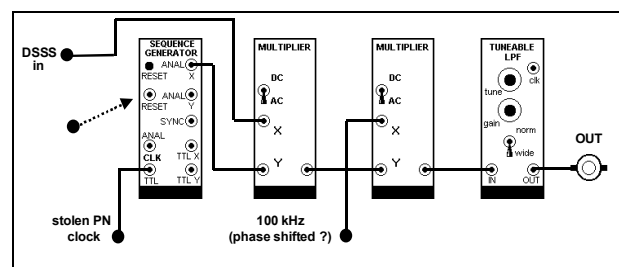 DSSS
in
SEQUENCE
GENERATOR
ANAL
X
RESET
ANAL
RESET
Y
SYNC
ANAL
CLK
TTL X
TTL
TTL Y
stolen PN
clock
MULTIPLIER
DC
AC
X
Y
100 kHz
(phase shifted ?)
MULTIPLIER
DC
AC
X
Y
TUNEABLE
LPF
clk
tune
gain
norm
wide
IN
OUT
OUT